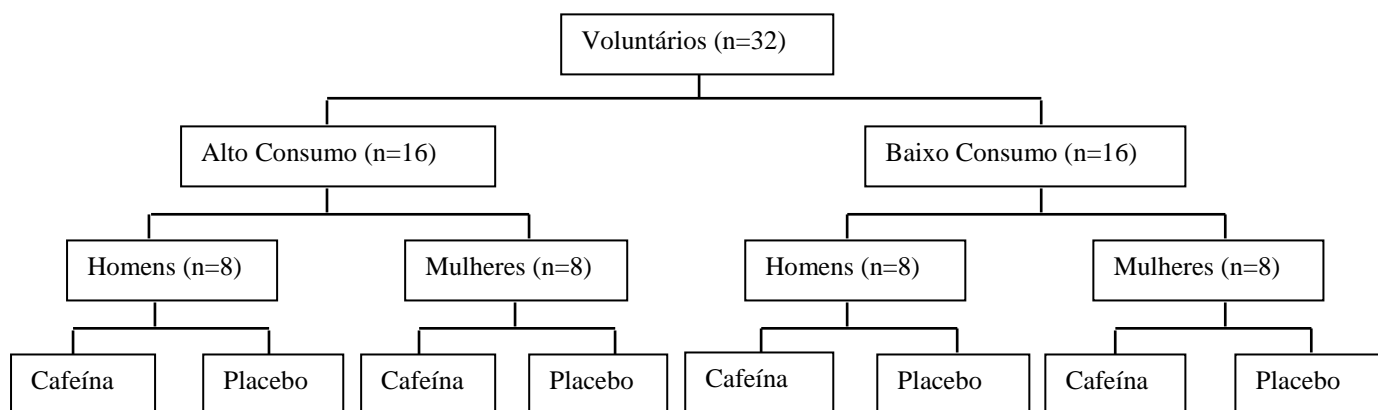 Voluntários (n=32)
Alto Consumo (n=16)
Baixo Consumo (n=16)
Homens (n=8)
Mulheres (n=8)
Homens (n=8)
Mulheres (n=8)
Cafeína
Placebo
Cafeína
Placebo
Cafeína
Placebo
Cafeína
Placebo